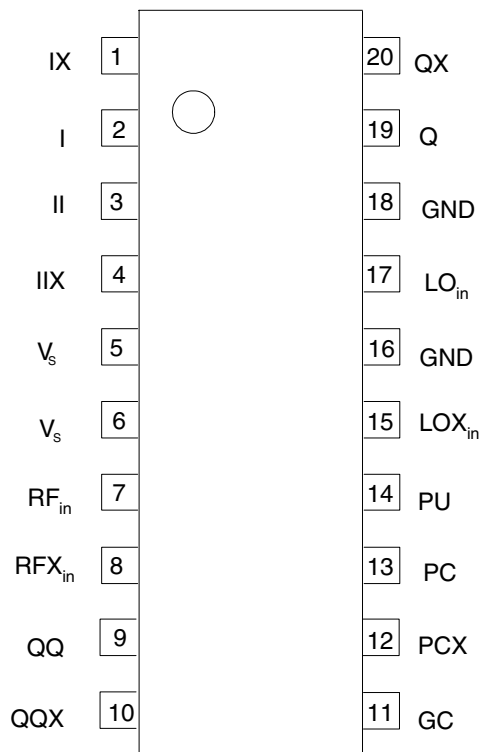 IX 1 20 QX
I 2 19 Q
II 3 18 GND
IIX 4 17 LOin
Vs 5 16 GND
Vs 6 15 LOXin
RFin 7 14 PU
RFXin 8 13 PC
QQ 9 12 PCX
QQX 10 11 GC